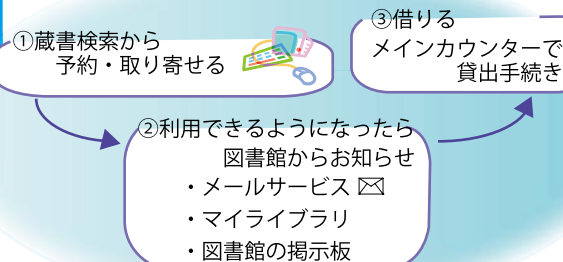 ①蔵書検索から
予約・取り寄せる
②利用できるようになったら
図書館からお知らせ
・メールサービス
・マイライブラリ
・図書館の掲示板
③借りる
メインカウンターで
貸出手続き